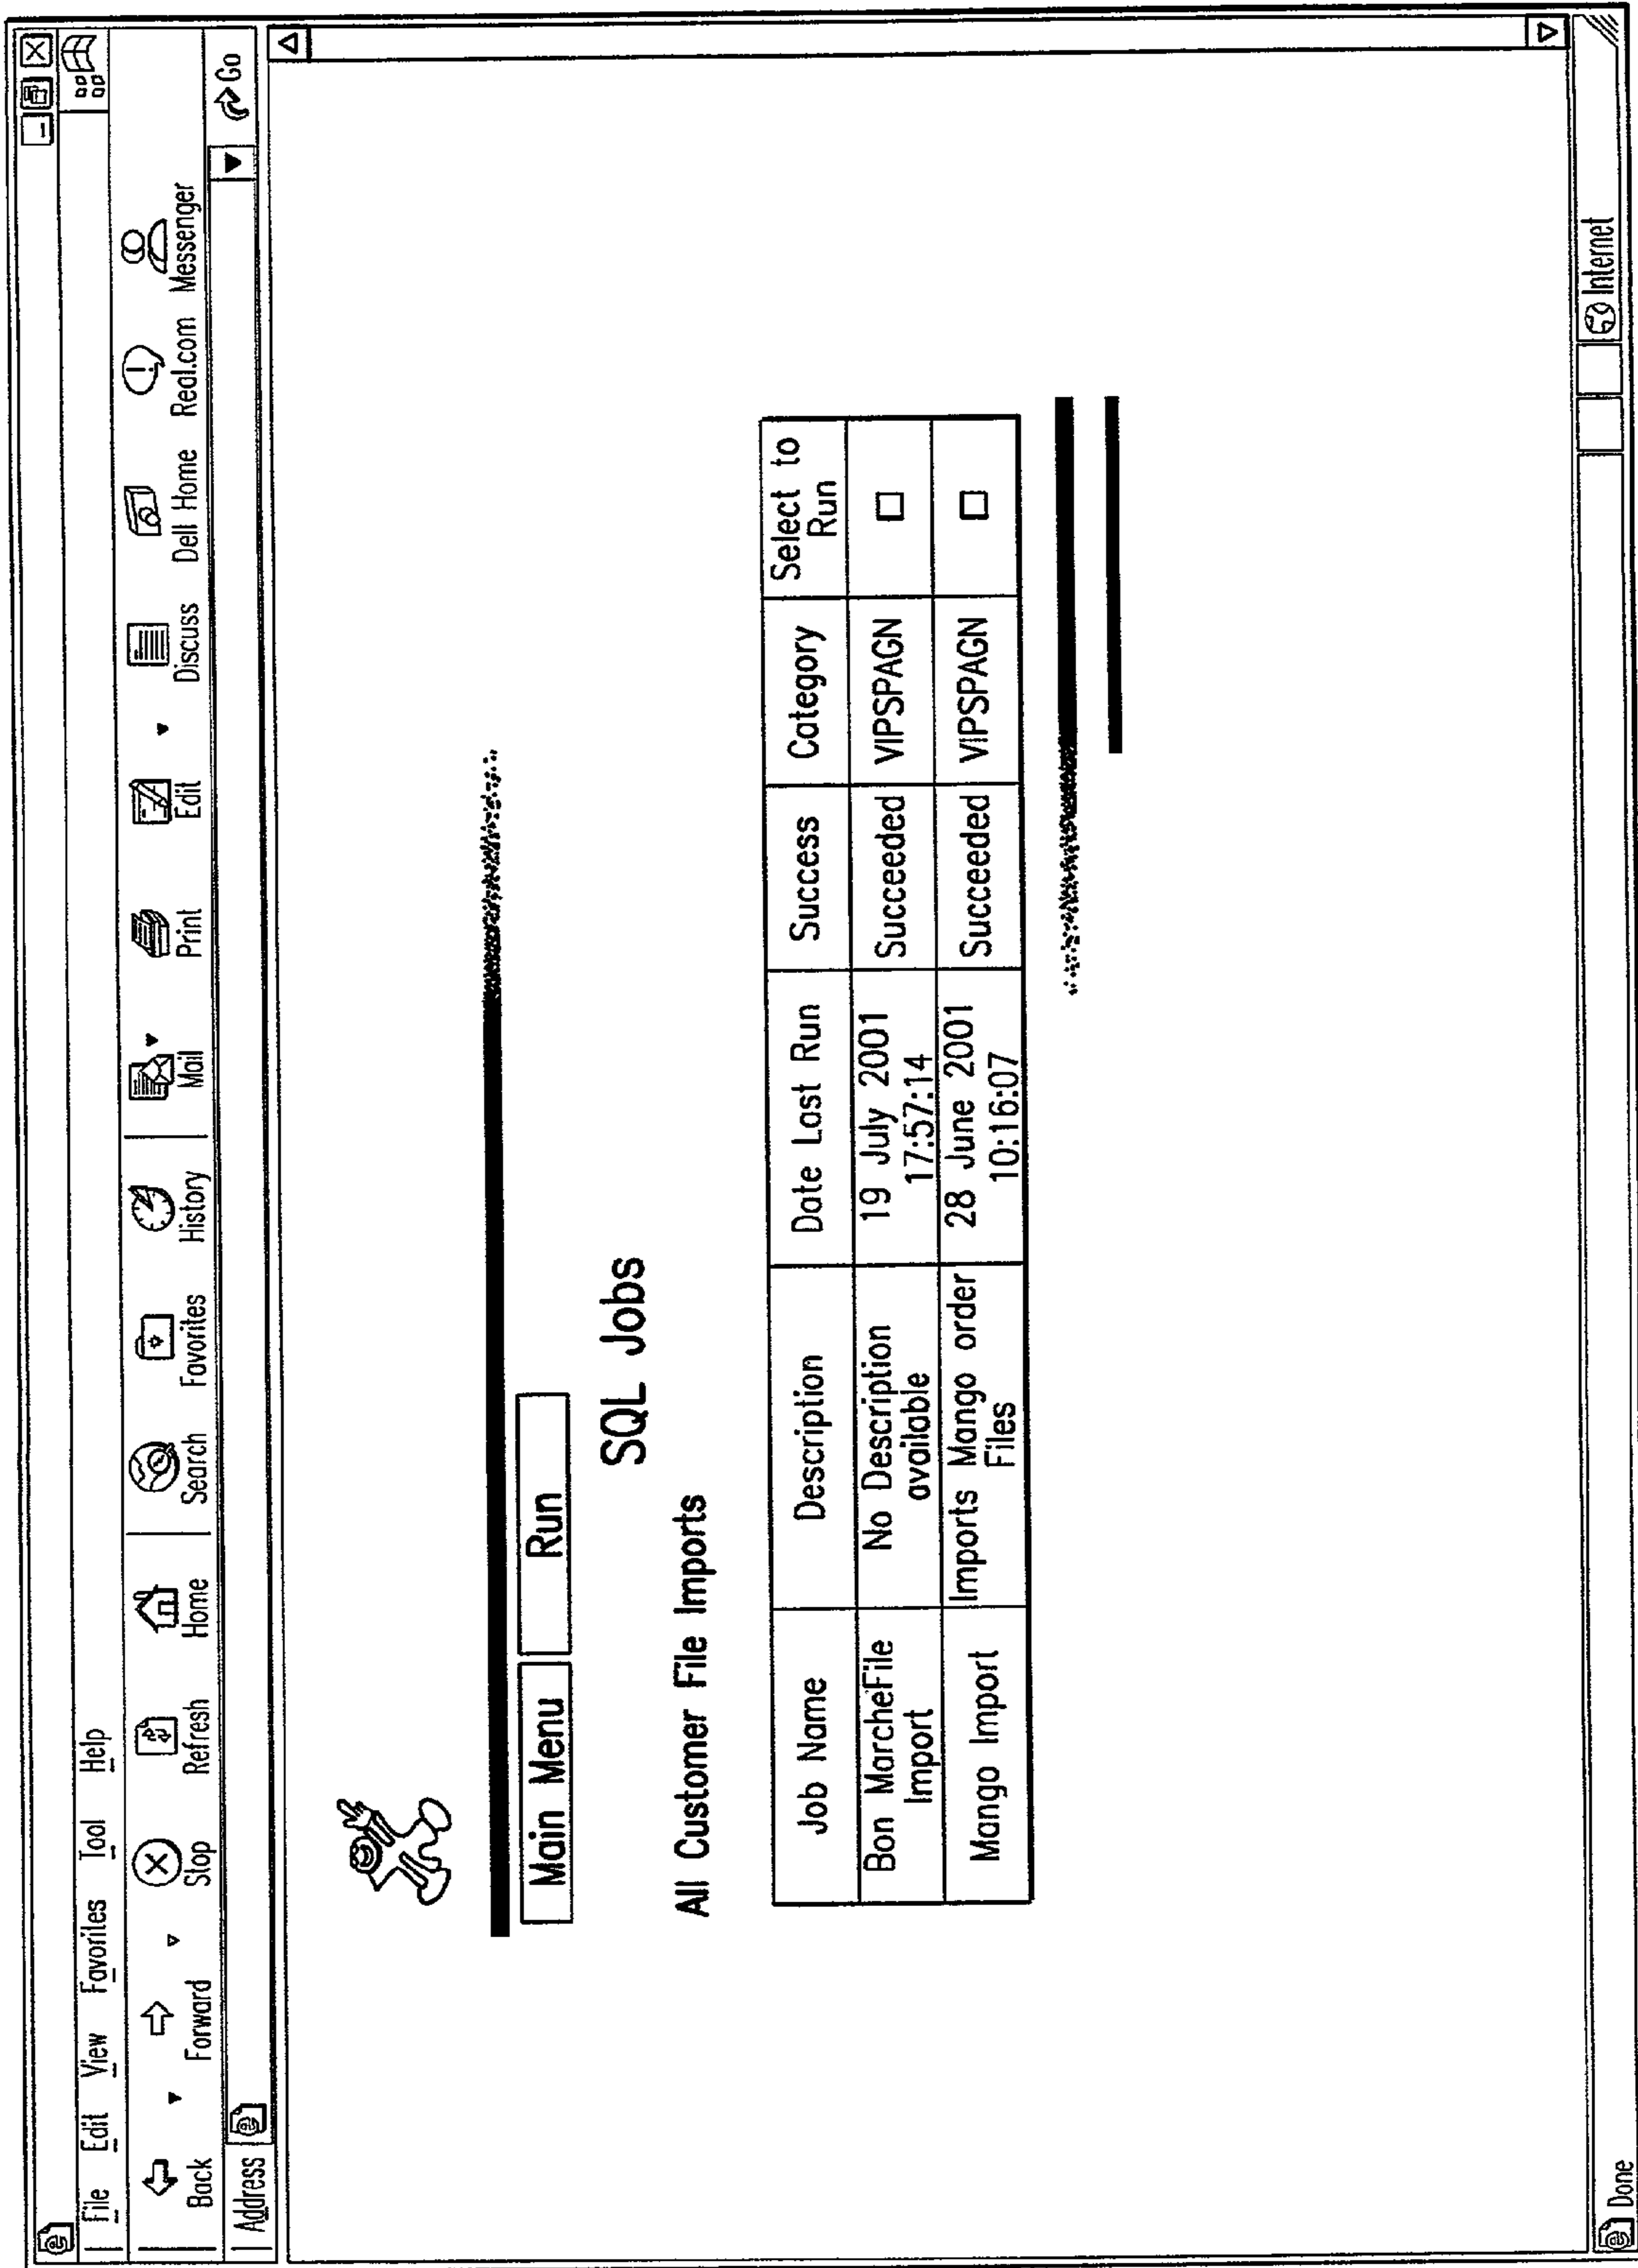 File Edit View Favorites Tool Help
Back Forward Stop Refresh Home Search Favorites History Mail Print Edit Discuss Dell Home Real.com Messenger
Address Go
Main Menu Run
SQL Jobs
All Customer File Imports
Job Name Description Date Last Run Success Category Select to Run
Bon MarcheFile Import No Description available 19 July 2001 17:57:14 Succeeded VIPSPAGN
Mango Import Imports Mango order Files 28 June 2001 10:16:07 Succeeded VIPSPAGN
Done Internet